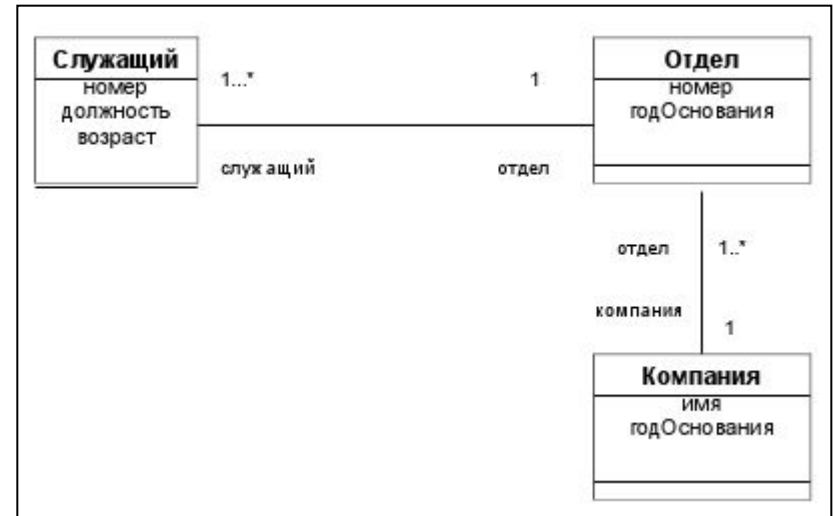 Служащий
номер
должность
возраст
1...*
1
служащий
отдел
Отдел
номер
годОснования
отдел
1..*
компания
1
Компания
имя
годОснования